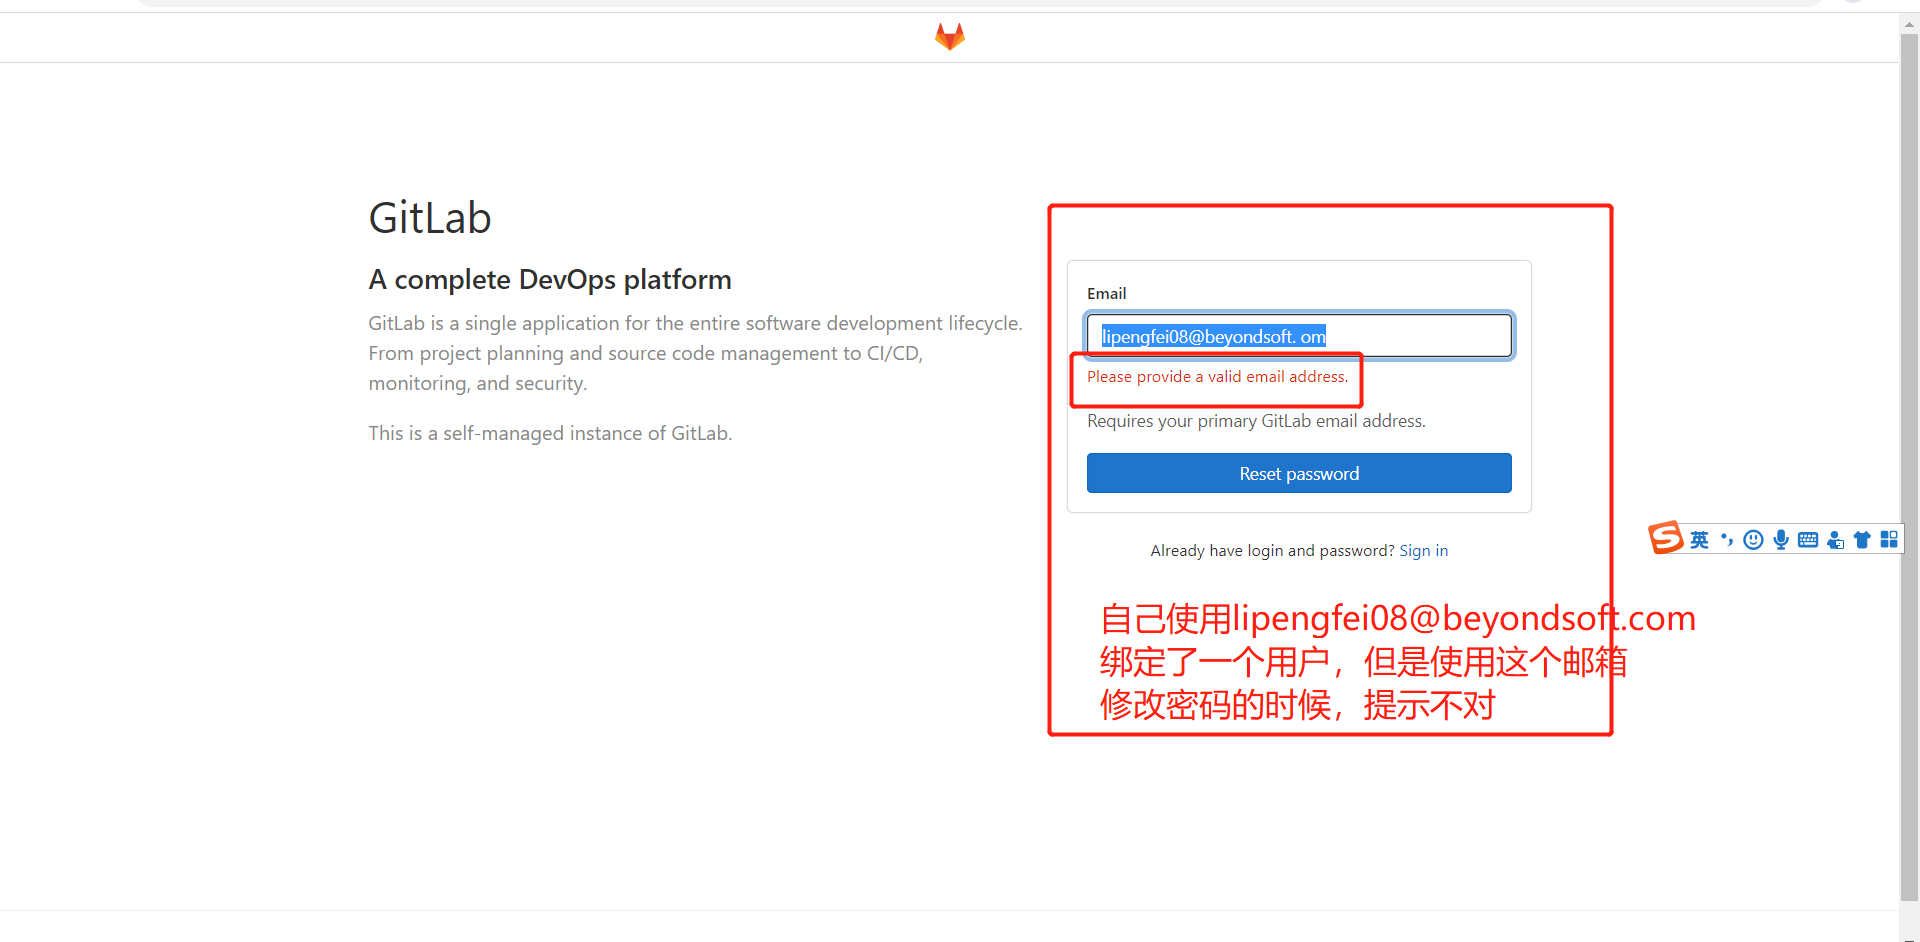 GitLab
A complete DevOps platform
GitLab is a single application for the entire software development lifecycle.
From project planning and source code management to CI/CD,
monitoring, and security.
This is a self-managed instance of GitLab.
Email
lipengfei08@beyondsoft. om
Please provide a valid email address.
Requires your primary GitLab email address.
Reset password
Already have login and password? Sign in
自己使用lipengfei08@beyondsoft.com
绑定了一个用户，但是使用这个邮箱
修改密码的时候，提示不对
S英